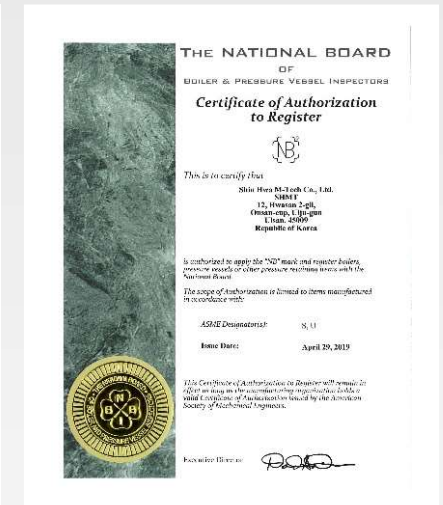 THE NATIONAL BOARD
OF
BOILER & PRESSURE VESSEL INSPECTORS
Certificate of Authorization
to Register
NB
This is to certify that
Shin Hwa M-Tech Co., Ltd.
SHMT
12, Hwasan 2-gil,
Onsan-eup, Ulju-gun
Ulsan, 45009
Republic of Korea
is authorized to apply the "NB" mark and register boilers,
pressure vessels or other pressure retaining items with the
National Board.
The scope of Authorization is limited to items manufactured
in accordance with:
ASME Designator(s): S, U
Issue Date: April 29, 2019
This Certificate of Authorization to Register will remain in
effect as long as the manufacturing organization holds a
valid Certificate of Authorization issued by the American
Society of Mechanical Engineers.
Executive Director
N
B B
I